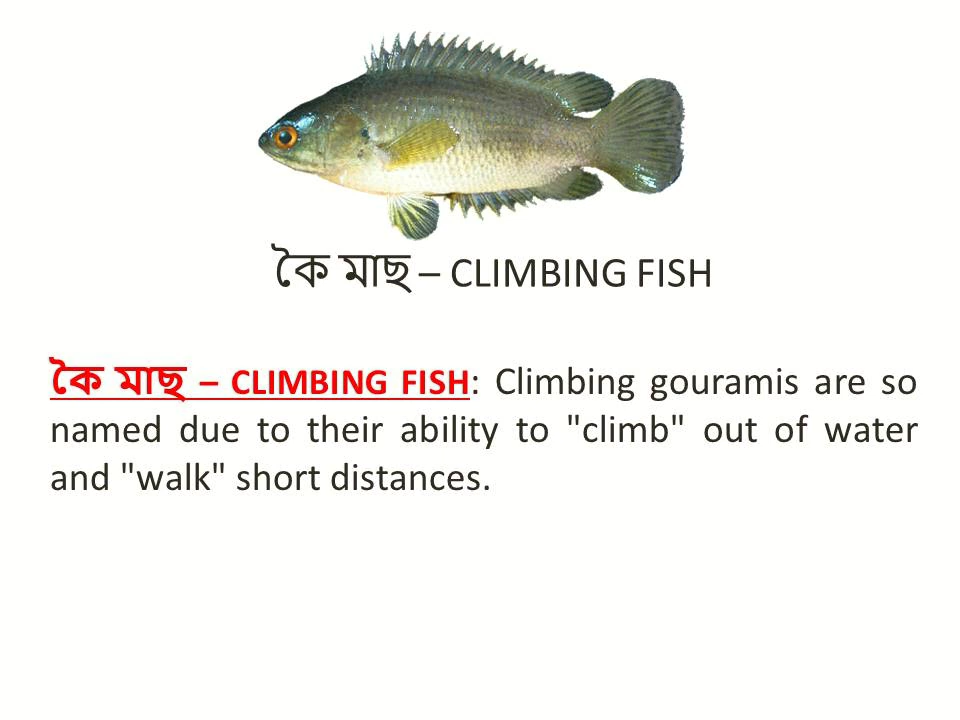 কৈ মাছ – CLIMBING FISH
কৈ মাছ – CLIMBING FISH: Climbing gouramis are so
named due to their ability to "climb" out of water
and "walk" short distances.